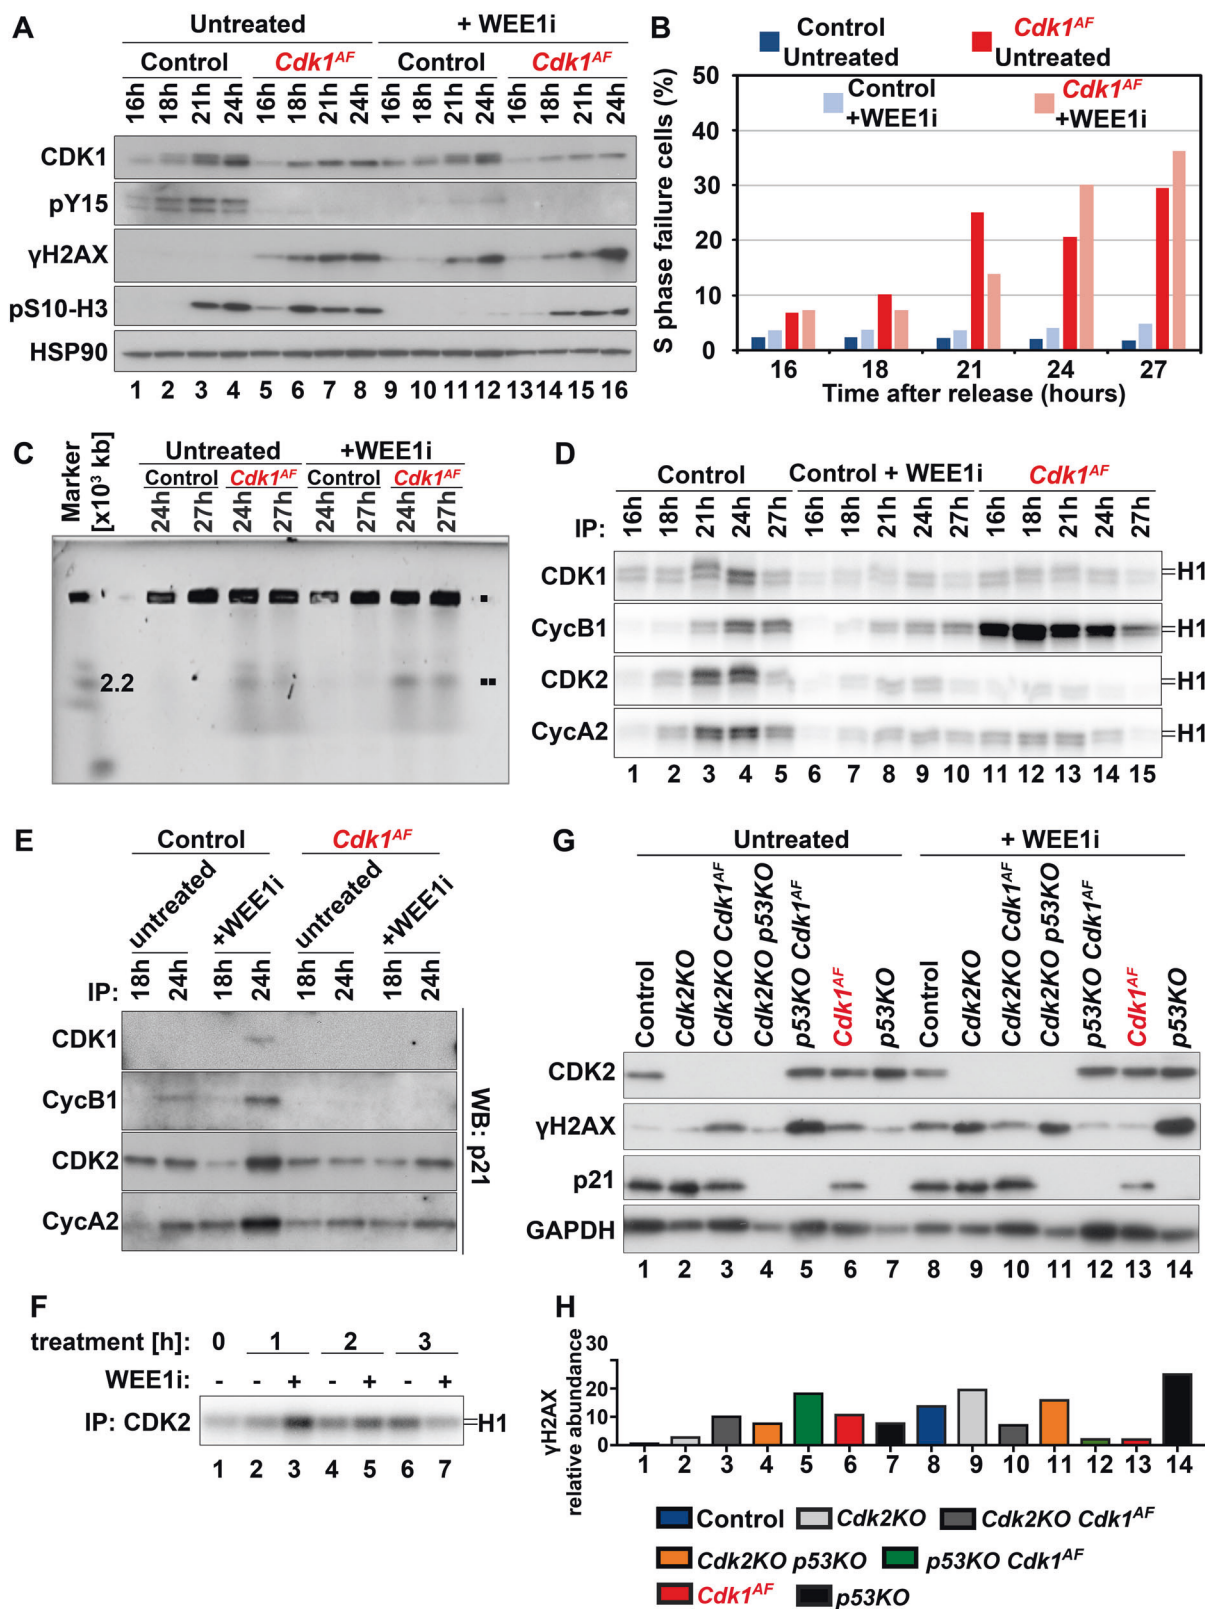 A
Untreated
+ WEE1i
Control
Cdk1AF
Control
Cdk1AF
16h 18h 21h 24h 16h 18h 21h 24h 16h 18h 21h 24h 16h 18h 21h 24h
CDK1
pY15
γH2AX
pS10-H3
HSP90
1 2 3 4 5 6 7 8 9 10 11 12 13 14 15 16
B
Control Untreated
Cdk1AF Untreated
Control +WEE1i
Cdk1AF +WEE1i
S phase failure cells (%)
50
40
30
20
10
0
16 18 21 24 27
Time after release (hours)
C
Marker [x10³ kb]
Untreated
+WEE1i
Control
Cdk1AF
Control
Cdk1AF
24h 27h 24h 27h 24h 27h 24h 27h
2.2
D
Control
Control + WEE1i
Cdk1AF
IP: 16h 18h 21h 24h 27h 16h 18h 21h 24h 27h 16h 18h 21h 24h 27h
CDK1
H1
CycB1
H1
CDK2
H1
CycA2
H1
1 2 3 4 5 6 7 8 9 10 11 12 13 14 15
E
Control
Cdk1AF
untreated
+WEE1i
untreated
+WEE1i
IP: 18h 24h 18h 24h 18h 24h 18h 24h
CDK1
CycB1
CDK2
CycA2
WB: p21
F
treatment [h]: 0 1 2 3
WEE1i: - - + - + - +
IP: CDK2
H1
1 2 3 4 5 6 7
G
Untreated
+ WEE1i
Control
Cdk2KO
Cdk2KO Cdk1AF
Cdk2KO p53KO
p53KO Cdk1AF
Cdk1AF
p53KO
Control
Cdk2KO
Cdk2KO Cdk1AF
Cdk2KO p53KO
p53KO Cdk1AF
Cdk1AF
p53KO
CDK2
γH2AX
p21
GAPDH
1 2 3 4 5 6 7 8 9 10 11 12 13 14
H
γH2AX relative abundance
30
20
10
0
1 2 3 4 5 6 7 8 9 10 11 12 13 14
Control
Cdk2KO
Cdk2KO Cdk1AF
Cdk2KO p53KO
p53KO Cdk1AF
Cdk1AF
p53KO